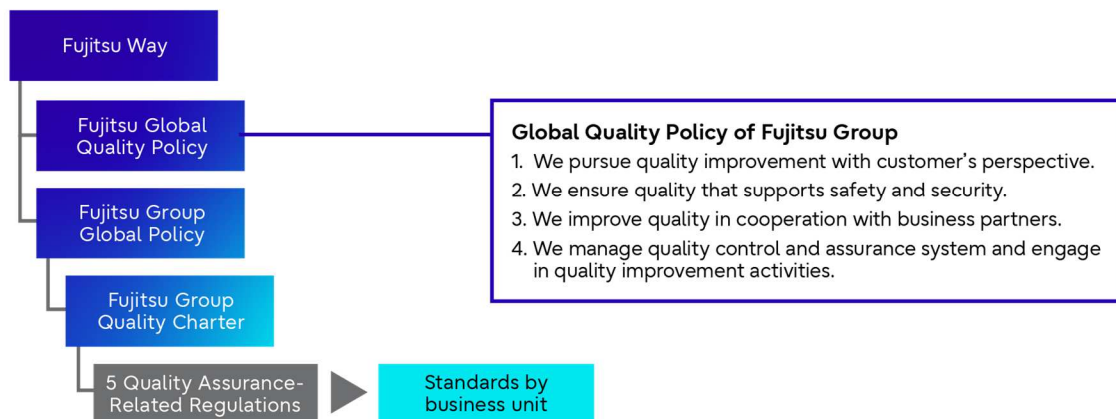 Fujitsu Way
Fujitsu Global
Quality Policy
Fujitsu Group
Global Policy
Fujitsu Group
Quality Charter
5 Quality Assurance-
Related Regulations
Standards by
business unit
Global Quality Policy of Fujitsu Group
1. We pursue quality improvement with customer’s perspective.
2. We ensure quality that supports safety and security.
3. We improve quality in cooperation with business partners.
4. We manage quality control and assurance system and engage
in quality improvement activities.